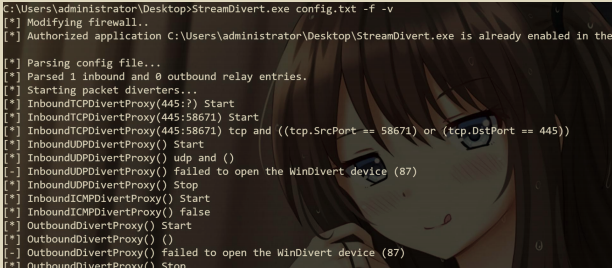 C:\Users\administrator\Desktop>StreamDivert.exe config.txt -f -v
[*] Modifying firewall..
[*] Authorized application C:\Users\administrator\Desktop\StreamDivert.exe is already enabled in the
[*] Parsing config file...
[*] Parsed 1 inbound and 0 outbound relay entries.
[*] Starting packet diverters...
[*] InboundTCPDivertProxy(445:?) Start
[*] InboundTCPDivertProxy(445:58671) Start
[*] InboundTCPDivertProxy(445:58671) tcp and ((tcp.SrcPort == 58671) or (tcp.DstPort == 445))
[*] InboundUDPDivertProxy() Start
[*] InboundUDPDivertProxy() udp and ()
[-] InboundUDPDivertProxy() failed to open the WinDivert device (87)
[*] InboundUDPDivertProxy() Stop
[*] InboundICMPDivertProxy() Start
[*] InboundICMPDivertProxy() false
[*] OutboundDivertProxy() Start
[*] OutboundDivertProxy() ()
[-] OutboundDivertProxy() failed to open the WinDivert device (87)
[*] OutboundDivertProxy() Stop